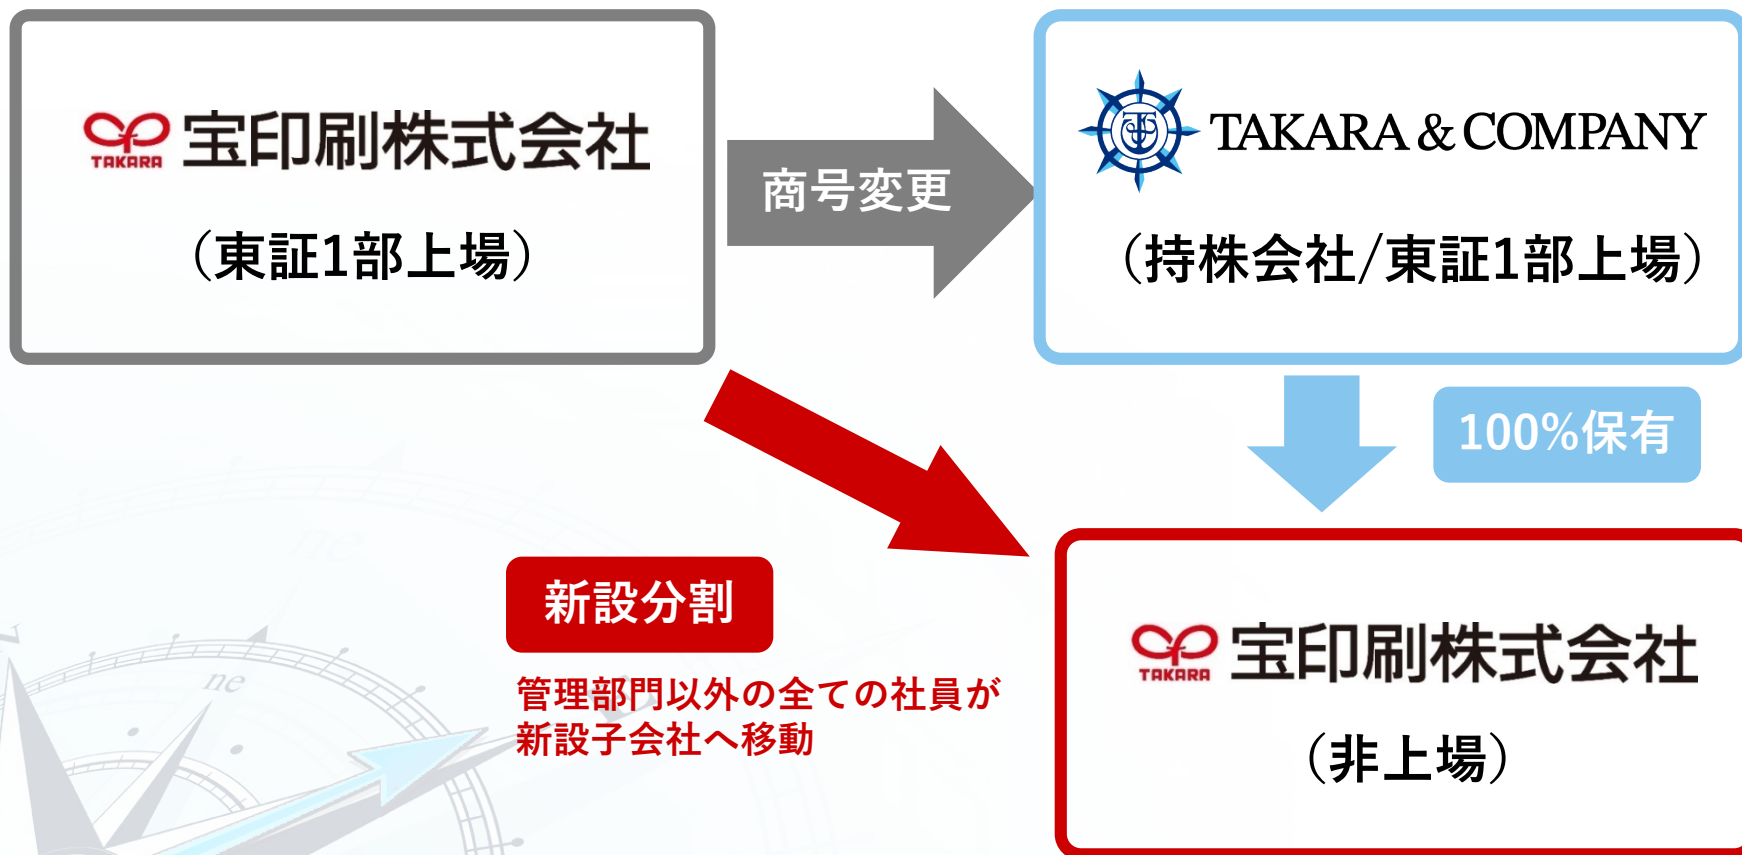 TAKARA 宝印刷株式会社
（東証1部上場）
商号変更
TAKARA & COMPANY
（持株会社/東証1部上場）
100%保有
新設分割
管理部門以外の全ての社員が
新設子会社へ移動
TAKARA 宝印刷株式会社
（非上場）
ne
ne
N
E